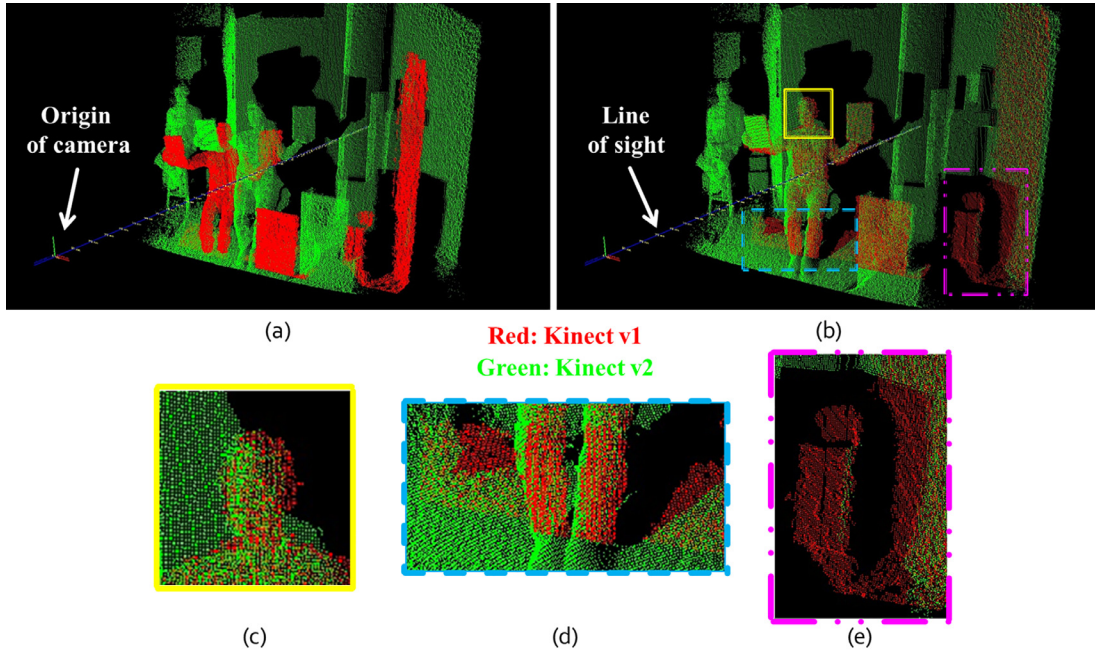 Origin
of camera
Line
of sight
(a)
(b)
Red: Kinect v1
Green: Kinect v2
(c)
(d)
(e)